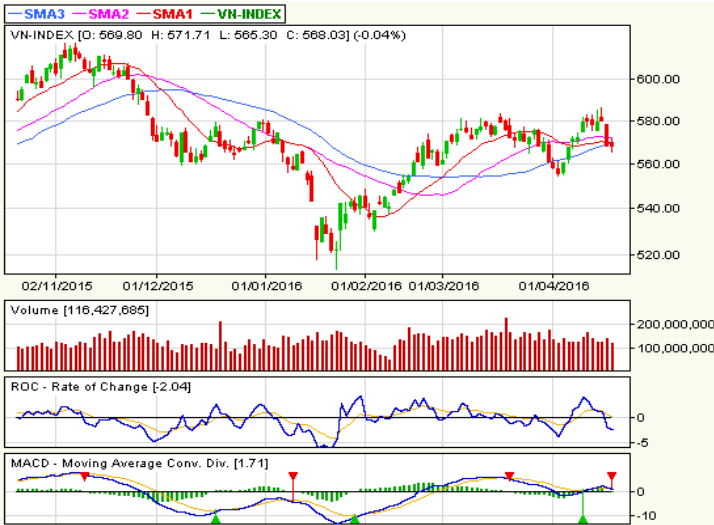 SMA3 SMA2 SMA1 VN-INDEX
VN-INDEX [O: 569.80 H: 571.71 L: 565.30 C: 568.03] (-0.04%)
600.00
580.00
560.00
540.00
520.00
02/11/2015 01/12/2015 01/01/2016 01/02/2016 01/03/2016 01/04/2016
Volume [116,427,685]
200,000,000
100,000,000
ROC - Rate of Change [-2.04]
0
-5
MACD - Moving Average Conv. Div. [1.71]
0
-10